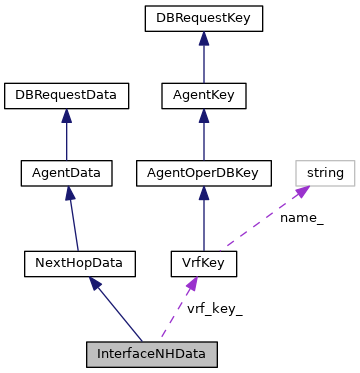 DBRequestKey
DBRequestData
AgentKey
AgentData
AgentOperDBKey
string
name_
NextHopData
VrfKey
vrf_key_
InterfaceNHData